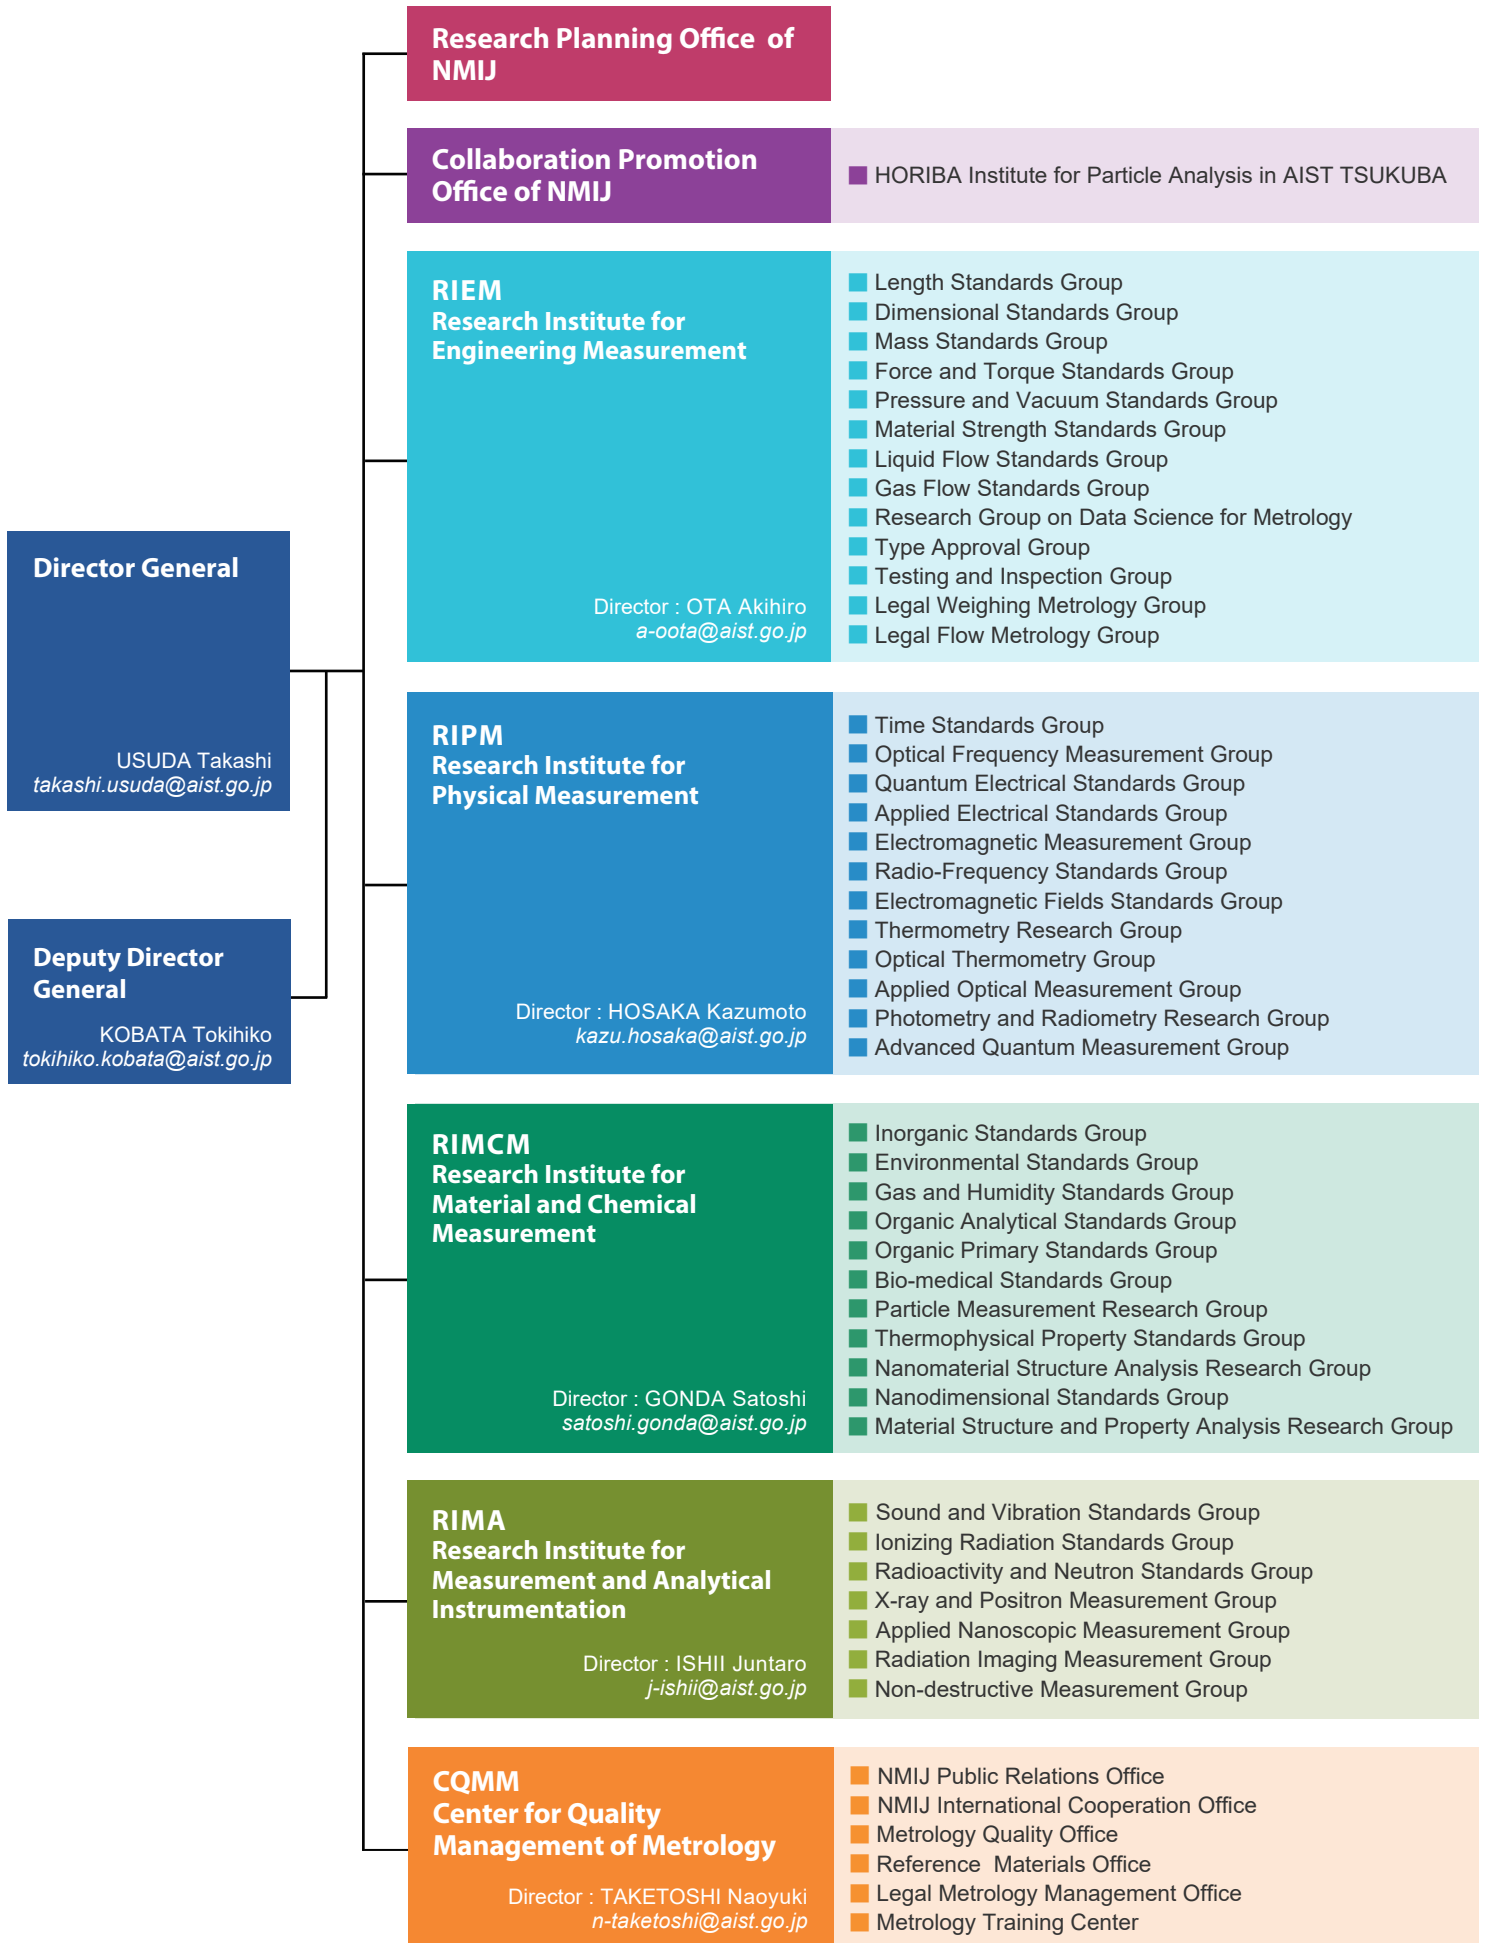 Research Planning Office of
NMIJ
Collaboration Promotion
Office of NMIJ
HORIBA Institute for Particle Analysis in AIST TSUKUBA
RIEM
Research Institute for
Engineering Measurement
Director : OTA Akihiro
a-oota@aist.go.jp
Length Standards Group
Dimensional Standards Group
Mass Standards Group
Force and Torque Standards Group
Pressure and Vacuum Standards Group
Material Strength Standards Group
Liquid Flow Standards Group
Gas Flow Standards Group
Research Group on Data Science for Metrology
Type Approval Group
Testing and Inspection Group
Legal Weighing Metrology Group
Legal Flow Metrology Group
Director General
USUDA Takashi
takashi.usuda@aist.go.jp
Deputy Director
General
KOBATA Tokihiko
tokihiko.kobata@aist.go.jp
RIPM
Research Institute for
Physical Measurement
Director : HOSAKA Kazumoto
kazu.hosaka@aist.go.jp
Time Standards Group
Optical Frequency Measurement Group
Quantum Electrical Standards Group
Applied Electrical Standards Group
Electromagnetic Measurement Group
Radio-Frequency Standards Group
Electromagnetic Fields Standards Group
Thermometry Research Group
Optical Thermometry Group
Applied Optical Measurement Group
Photometry and Radiometry Research Group
Advanced Quantum Measurement Group
RIMCM
Research Institute for
Material and Chemical
Measurement
Director : GONDA Satoshi
satoshi.gonda@aist.go.jp
Inorganic Standards Group
Environmental Standards Group
Gas and Humidity Standards Group
Organic Analytical Standards Group
Organic Primary Standards Group
Bio-medical Standards Group
Particle Measurement Research Group
Thermophysical Property Standards Group
Nanomaterial Structure Analysis Research Group
Nanodimensional Standards Group
Material Structure and Property Analysis Research Group
RIMA
Research Institute for
Measurement and Analytical
Instrumentation
Director : ISHII Juntaro
j-ishii@aist.go.jp
Sound and Vibration Standards Group
Ionizing Radiation Standards Group
Radioactivity and Neutron Standards Group
X-ray and Positron Measurement Group
Applied Nanoscopic Measurement Group
Radiation Imaging Measurement Group
Non-destructive Measurement Group
CQMM
Center for Quality
Management of Metrology
Director : TAKETOSHI Naoyuki
n-taketoshi@aist.go.jp
NMIJ Public Relations Office
NMIJ International Cooperation Office
Metrology Quality Office
Reference  Materials Office
Legal Metrology Management Office
Metrology Training Center